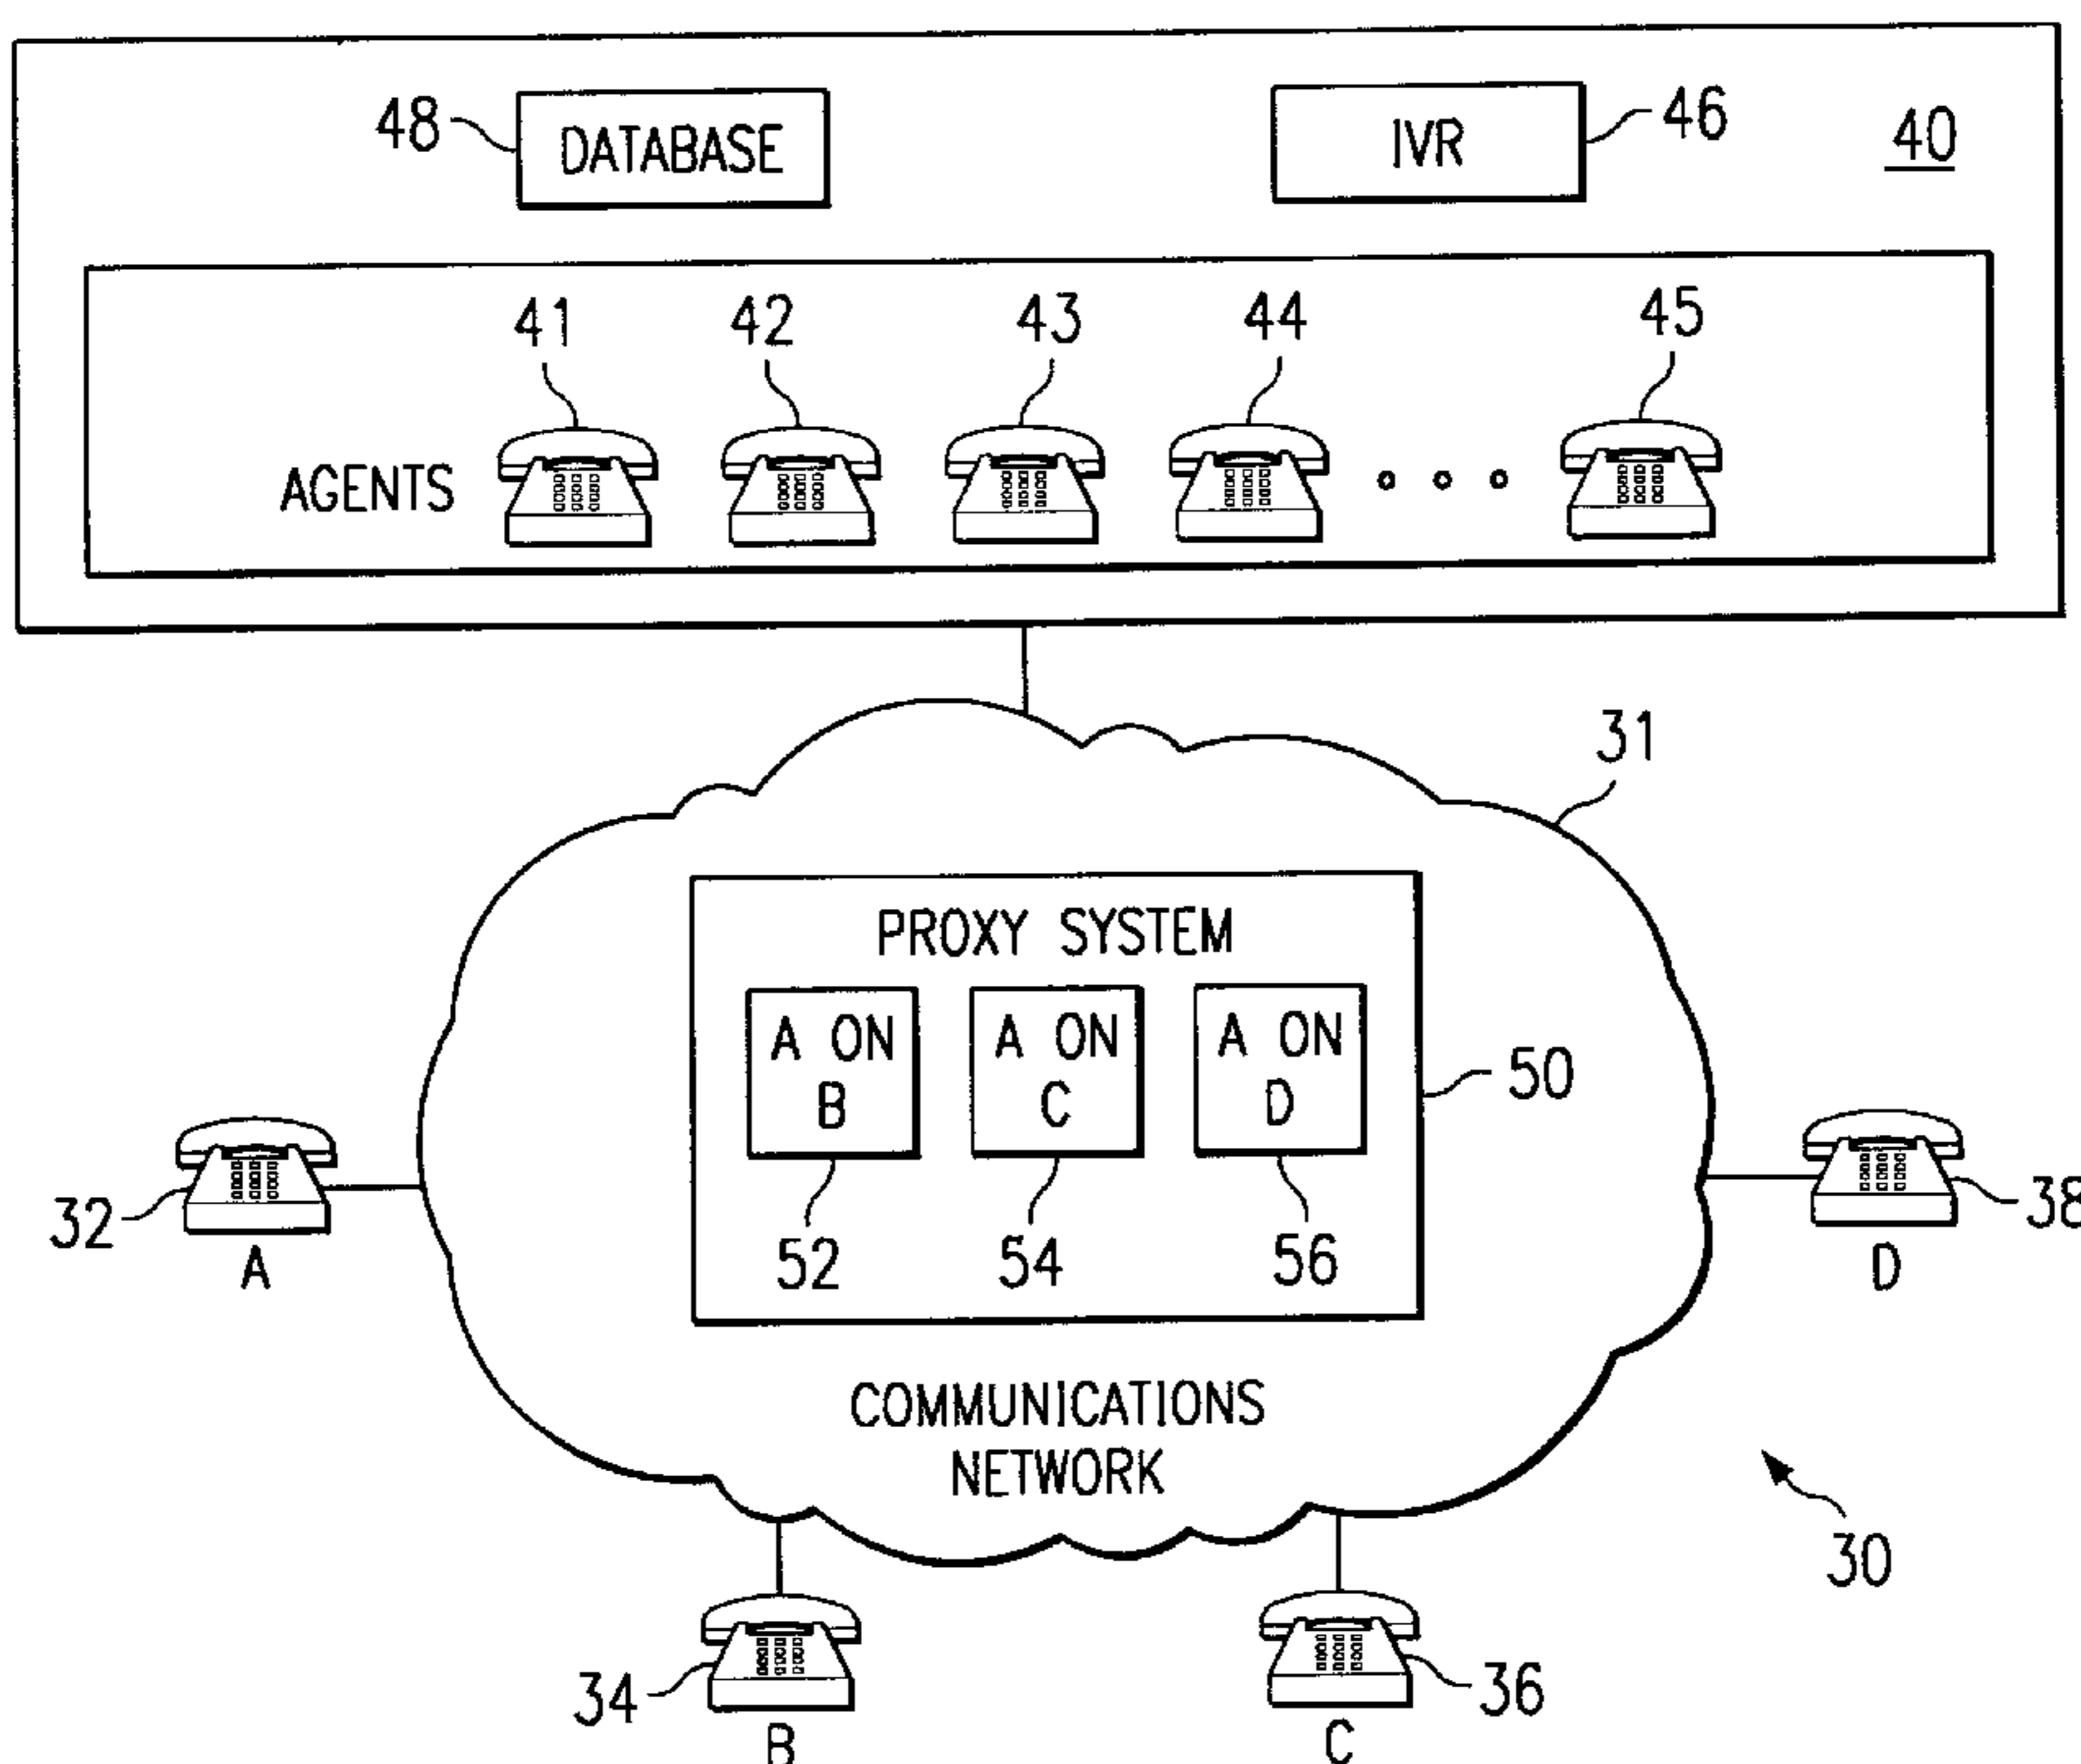 48
DATABASE
IVR
46
40
41
42
43
44
45
AGENTS
31
PROXY SYSTEM
A ON
B
A ON
C
A ON
D
50
52
54
56
32
A
38
D
COMMUNICATIONS
NETWORK
30
34
B
36
C